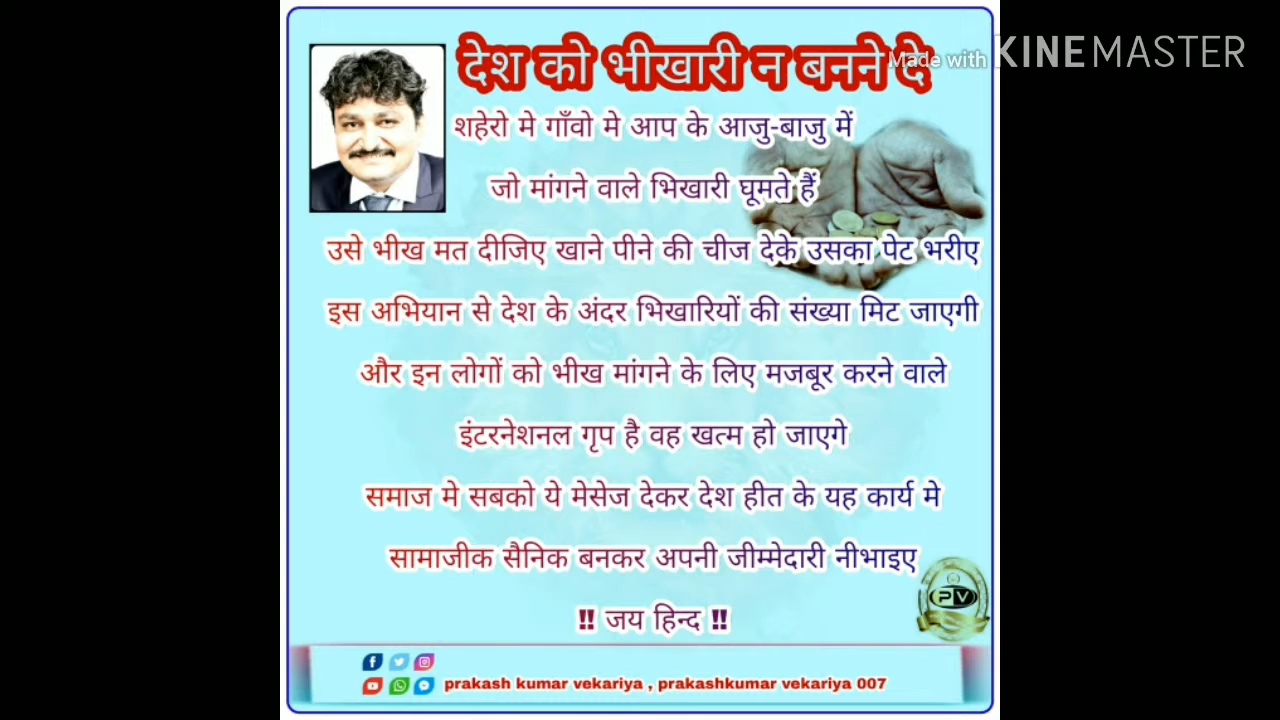 देश को भीखारी न बनने दे
Made with KINEMASTER
शहेरो मे गाँवो मे आप के आजु-बाजु में
जो मांगने वाले भिखारी घूमते हैं
उसे भीख मत दीजिए खाने पीने की चीज देके उसका पेट भरीए
इस अभियान से देश के अंदर भिखारियों की संख्या मिट जाएगी
और इन लोगों को भीख मांगने के लिए मजबूर करने वाले
इंटरनेशनल गृप है वह खत्म हो जाएगे
समाज मे सबको ये मेसेज देकर देश हीत के यह कार्य मे
सामाजीक सैनिक बनकर अपनी जीम्मेदारी नीभाइए
!! जय हिन्द !!
PV
prakash kumar vekariya , prakashkumar vekariya 007